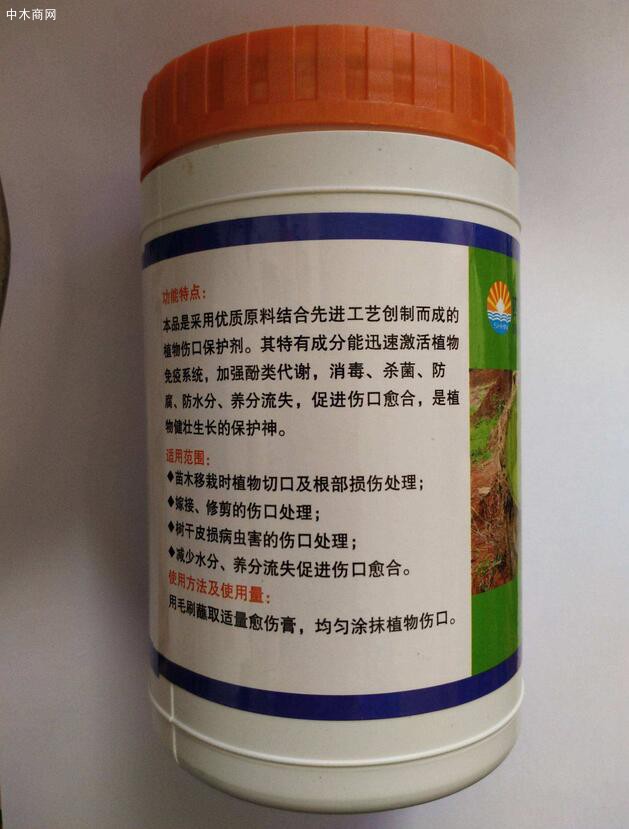 中木商网
功能特点：
本品是采用优质原料结合先进工艺创制而成的
植物伤口保护剂。其特有成分能迅速激活植物
免疫系统，加强酚类代谢，消毒、杀菌、防
腐、防水分、养分流失，促进伤口愈合，是植
物健壮生长的保护神。
适用范围：
◆苗木移栽时植物切口及根部损伤处理；
◆嫁接、修剪的伤口处理；
◆树干皮损病虫害的伤口处理；
◆减少水分、养分流失促进伤口愈合。
使用方法及使用量：
用毛刷蘸取适量愈伤膏，均匀涂抹植物伤口。